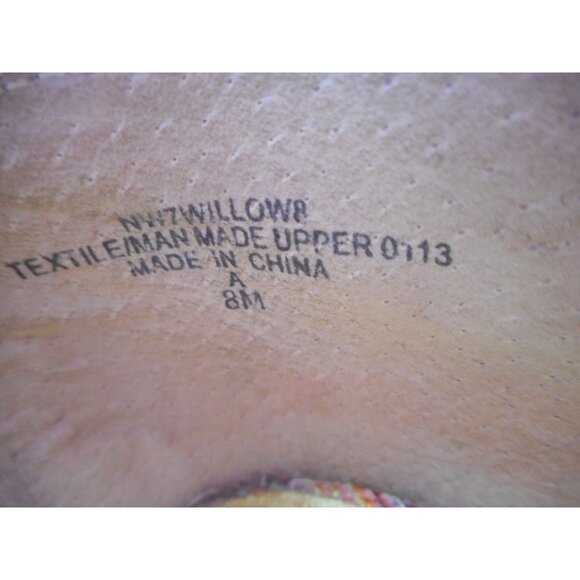 NW7WILLOW8
TEXTILE/MAN MADE UPPER 0113
MADE IN CHINA
A
8M